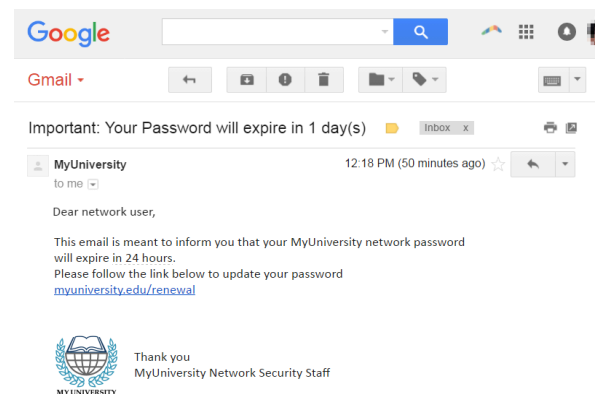 Google
Gmail
Important: Your Password will expire in 1 day(s) Inbox x
MyUniversity 12:18 PM (50 minutes ago)
to me
Dear network user,
This email is meant to inform you that your MyUniversity network password
will expire in 24 hours.
Please follow the link below to update your password
myuniversity.edu/renewal
Thank you
MyUniversity Network Security Staff
MY UNIVERSITY